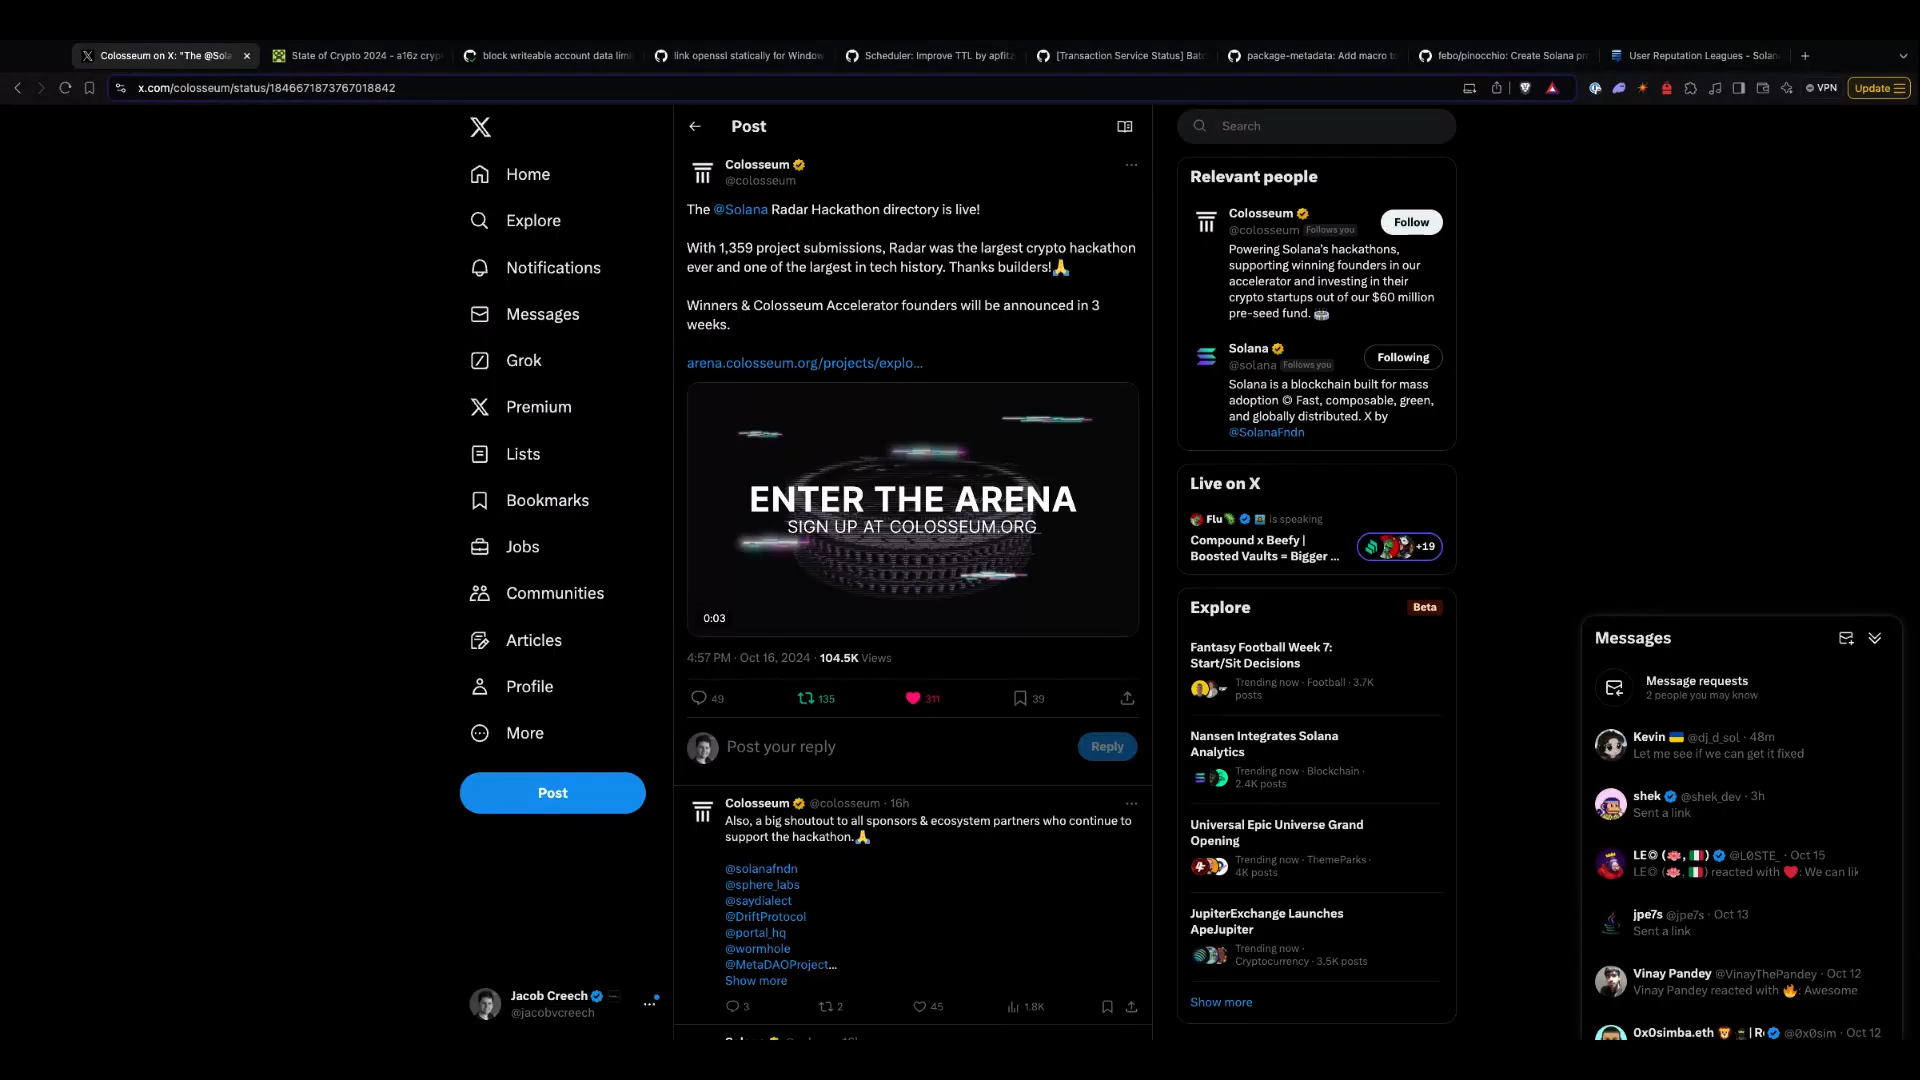 Colosseum on X: "The @Sola
State of Crypto 2024 - a16z cryp
block writeable account data limi
link openssl statically for Window
Scheduler: Improve TTL by apfitz
[Transaction Service Status] Bat
package-metadata: Add macro to
febo/pinocchio: Create Solana pr
User Reputation Leagues - Solan
x.com/colosseum/status/1846671873767018842
VPN
Update
Home
Explore
Notifications
Messages
Grok
Premium
Lists
Bookmarks
Jobs
Communities
Articles
Profile
More
Post
Jacob Creech
@jacobvcreech
Post
Colosseum
@colosseum
The @Solana Radar Hackathon directory is live!
With 1,359 project submissions, Radar was the largest crypto hackathon
ever and one of the largest in tech history. Thanks builders!🙏
Winners & Colosseum Accelerator founders will be announced in 3
weeks.
arena.colosseum.org/projects/explo...
ENTER THE ARENA
SIGN UP AT COLOSSEUM.ORG
0:03
4:57 PM · Oct 16, 2024 · 104.5K Views
49 135 311 39
Post your reply
Reply
Colosseum @colosseum · 16h
Also, a big shoutout to all sponsors & ecosystem partners who continue to
support the hackathon.🙏
@solanafndn
@sphere_labs
@saydialect
@DriftProtocol
@portal_hq
@wormhole
@MetaDAOProject...
Show more
3 2 45 1.8K
Search
Relevant people
Colosseum
@colosseum Follows you
Follow
Powering Solana's hackathons,
supporting winning founders in our
accelerator and investing in their
crypto startups out of our $60 million
pre-seed fund. 🏟️
Solana
@solana Follows you
Following
Solana is a blockchain built for mass
adoption © Fast, composable, green,
and globally distributed. X by
@SolanaFndn
Live on X
Flu🦎 is speaking
Compound x Beefy |
Boosted Vaults = Bigger ...
+19
Explore
Beta
Fantasy Football Week 7:
Start/Sit Decisions
Trending now · Football · 3.7K
posts
Nansen Integrates Solana
Analytics
Trending now · Blockchain ·
2.4K posts
Universal Epic Universe Grand
Opening
Trending now · ThemeParks ·
4K posts
JupiterExchange Launches
ApeJupiter
Trending now ·
Cryptocurrency · 3.5K posts
Show more
Messages
Message requests
2 people you may know
Kevin 🇺🇦 @dj_d_sol · 48m
Let me see if we can get it fixed
shek @shek_dev · 3h
Sent a link
LE© (🪷, 🇮🇹) @L0STE_ · Oct 15
LE© (🪷, 🇮🇹) reacted with ❤️: We can lik
jpe7s @jpe7s · Oct 13
Sent a link
Vinay Pandey @VinayThePandey · Oct 12
Vinay Pandey reacted with 🔥: Awesome
0x0simba.eth 🦁 | R @0x0sim · Oct 12